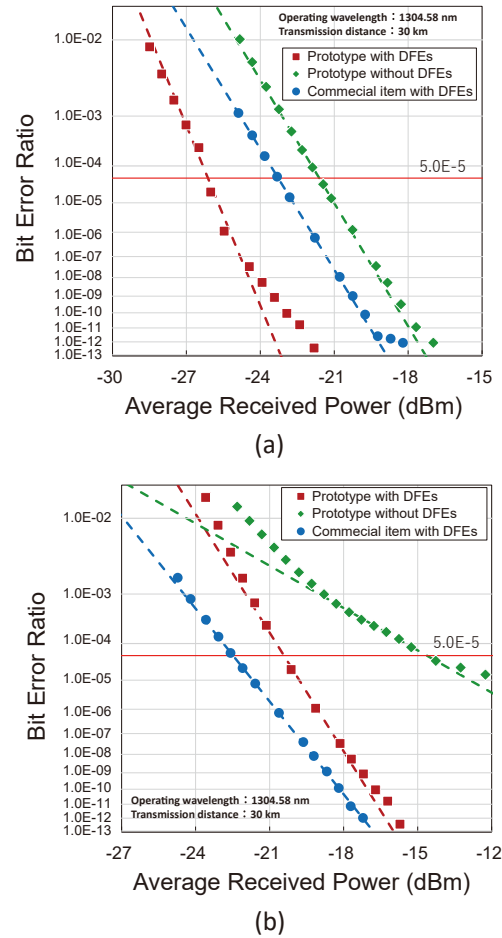 Operating wavelength：1304.58 nm
Transmission distance：30 km
Prototype with DFEs
Prototype without DFEs
Commecial item with DFEs
1.0E-02
1.0E-03
1.0E-04
1.0E-05
1.0E-06
1.0E-07
1.0E-08
1.0E-09
1.0E-10
1.0E-11
1.0E-12
1.0E-13
Bit Error Ratio
5.0E-5
-30 -27 -24 -21 -18 -15
Average Received Power (dBm)
(a)
Prototype with DFEs
Prototype without DFEs
Commecial item with DFEs
1.0E-02
1.0E-03
1.0E-04
1.0E-05
1.0E-06
1.0E-07
1.0E-08
1.0E-09
1.0E-10
1.0E-11
1.0E-12
1.0E-13
Bit Error Ratio
5.0E-5
Operating wavelength：1304.58 nm
Transmission distance：30 km
-27 -24 -21 -18 -15 -12
Average Received Power (dBm)
(b)